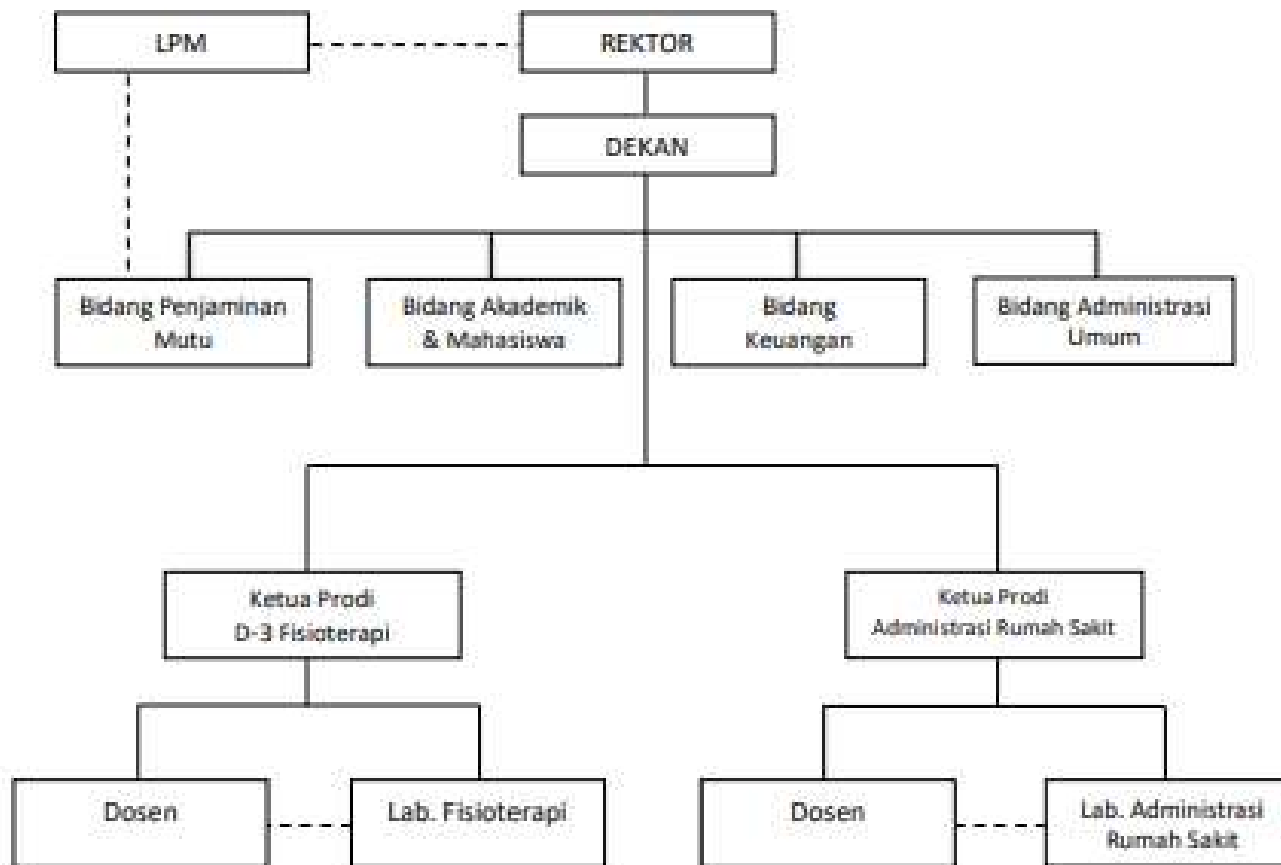 LPM
REKTOR
DEKAN
Bidang Penjaminan
Mutu
Bidang Akademik
& Mahasiswa
Bidang
Keuangan
Bidang Administrasi
Umum
Ketua Prodi
D-3 Fisioterapi
Ketua Prodi
Administrasi Rumah Sakit
Dosen
Lab. Fisioterapi
Dosen
Lab. Administrasi
Rumah Sakit